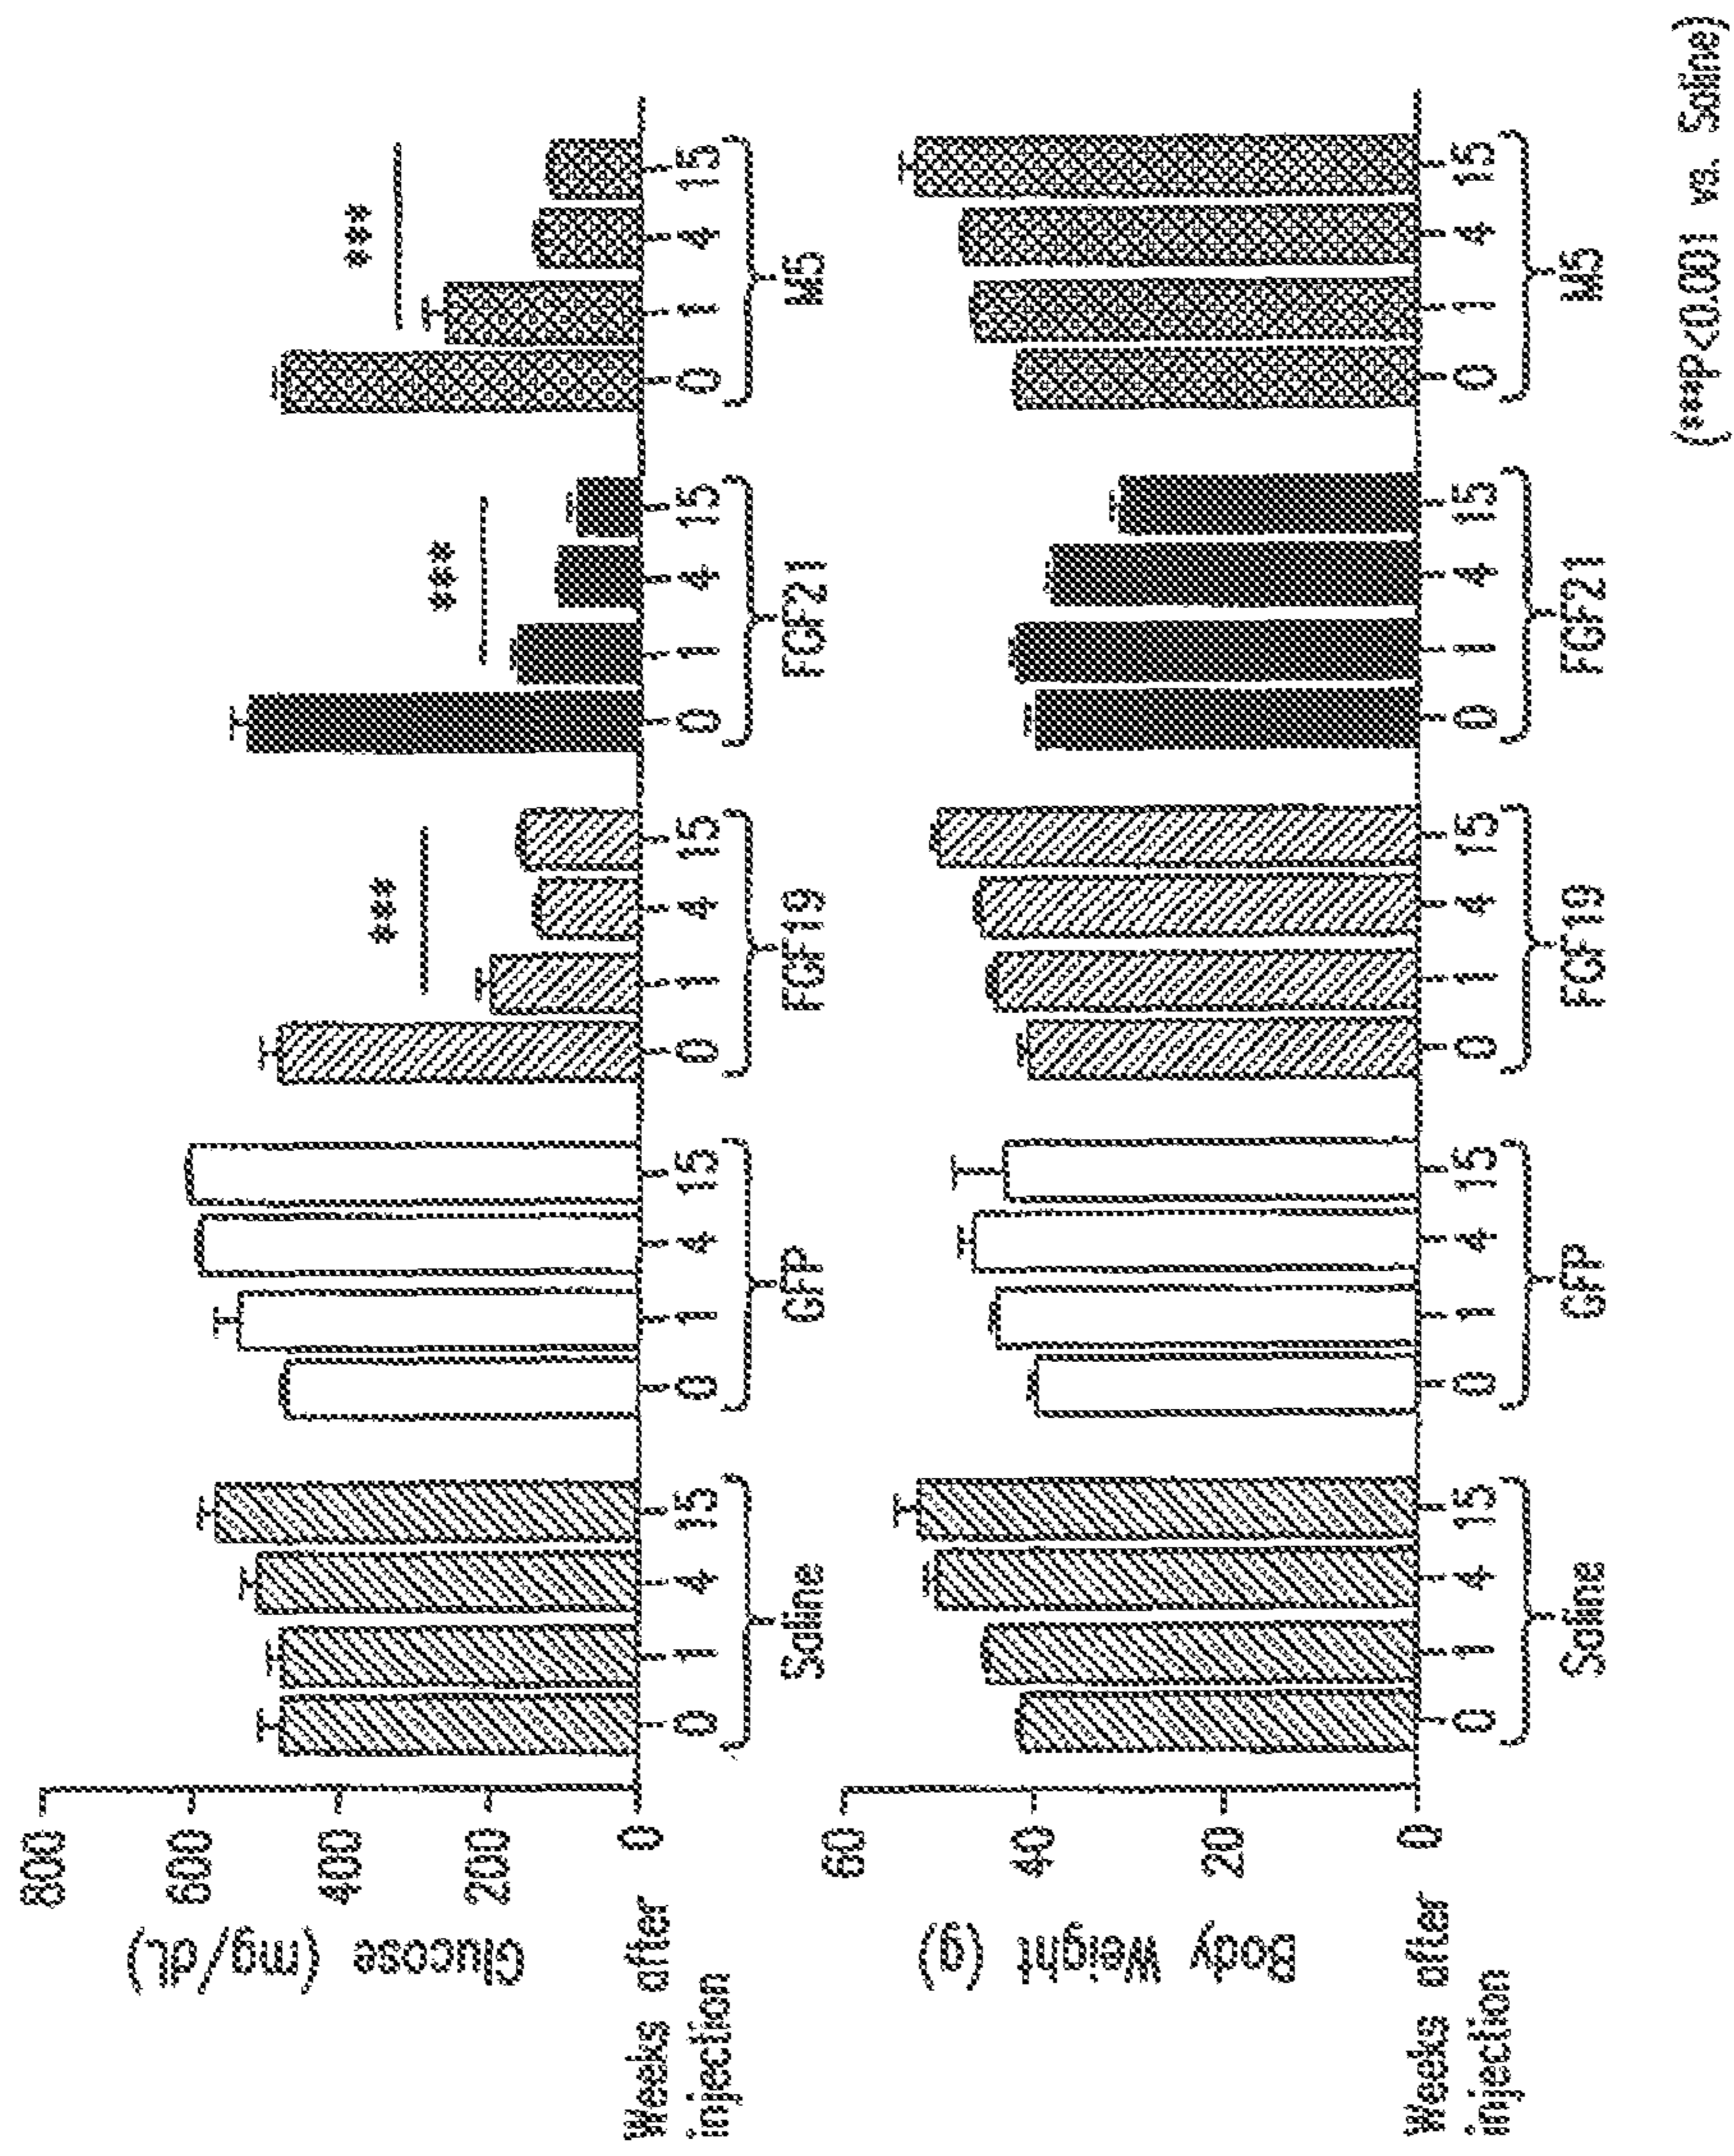 800
600
400
200
0
Glucose (mg/dL)
***
***
***
Weeks after
injection
0 1 4 15 0 1 4 15 0 1 4 15 0 1 4 15 0 1 4 15
Saline GFP FGF19 FGF21 M5
60
40
20
0
Body Weight (g)
Weeks after
injection
0 1 4 15 0 1 4 15 0 1 4 15 0 1 4 15 0 1 4 15
Saline GFP FGF19 FGF21 M5
(***P<0.001 vs. Saline)